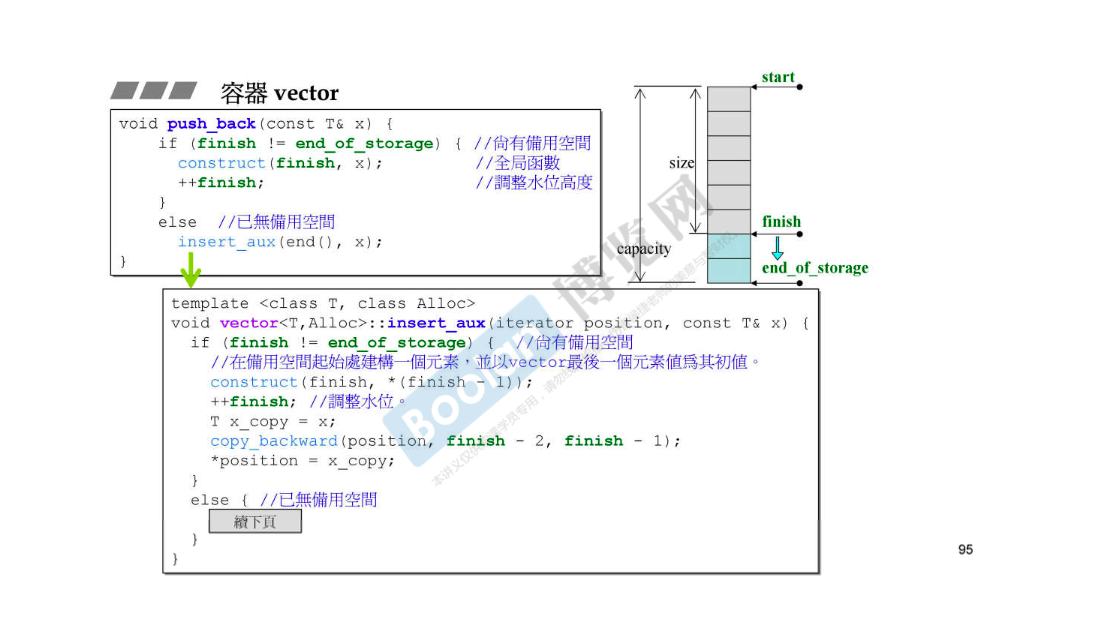 容器 vector
void push_back(const T& x) {
if (finish != end_of_storage) { //尚有備用空間
construct(finish, x); //全局函數
++finish; //調整水位高度
}
else //已無備用空間
insert_aux(end(), x);
}
start
size
finish
capacity
end_of_storage
template <class T, class Alloc>
void vector<T,Alloc>::insert_aux(iterator position, const T& x) {
if (finish != end_of_storage) { //尚有備用空間
//在備用空間起始處建構一個元素，並以vector最後一個元素值爲其初值。
construct(finish, *(finish - 1));
++finish; //調整水位。
T x_copy = x;
copy_backward(position, finish - 2, finish - 1);
*position = x_copy;
}
else { //已無備用空間
續下頁
}
}
95
Boolan 博览网